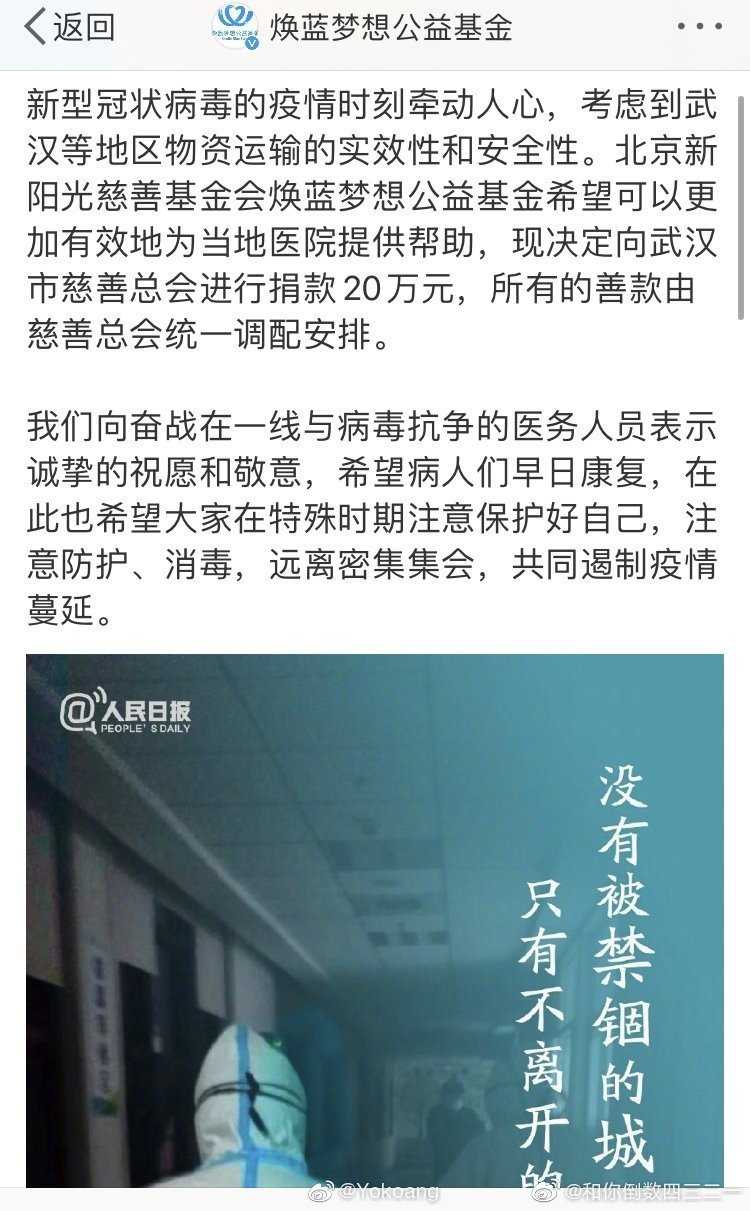 返回
焕蓝梦想公益基金
新型冠状病毒的疫情时刻牵动人心，考虑到武
汉等地区物资运输的实效性和安全性。北京新
阳光慈善基金会焕蓝梦想公益基金希望可以更
加有效地为当地医院提供帮助，现决定向武汉
市慈善总会进行捐款20万元，所有的善款由
慈善总会统一调配安排。
我们向奋战在一线与病毒抗争的医务人员表示
诚挚的祝愿和敬意，希望病人们早日康复，在
此也希望大家在特殊时期注意保护好自己，注
意防护、消毒，远离密集集会，共同遏制疫情
蔓延。
@人民日报
PEOPLE'S DAILY
没有被禁锢的城
只有不离开的
@Yokoang
@和你倒数四三二一